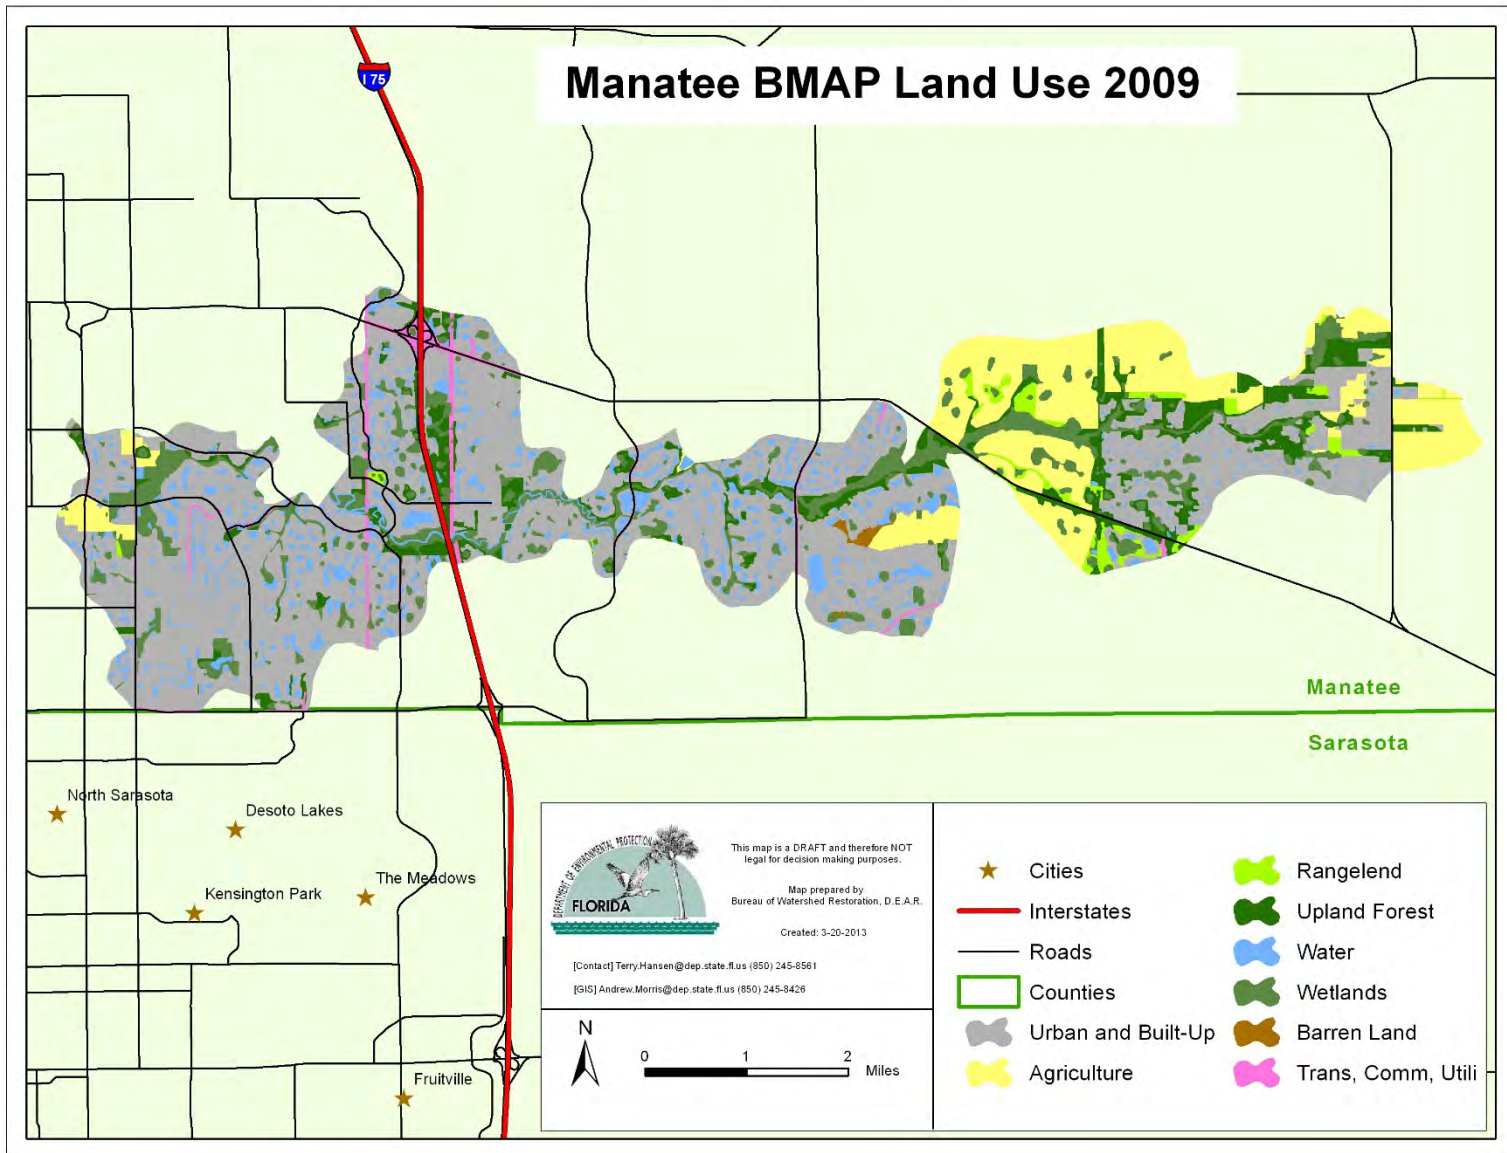 Manatee BMAP Land Use 2009
I 75
Manatee
Sarasota
North Sarasota
Desoto Lakes
The Meadows
Kensington Park
Fruitville
DEPARTMENT OF ENVIRONMENTAL PROTECTION
FLORIDA
This map is a DRAFT and therefore NOT
legal for decision making purposes.
Map prepared by
Bureau of Watershed Restoration, D.E.A.R.
Created: 3-20-2013
[Contact] Terry.Hansen@dep.state.fl.us (850) 245-8561
[GIS] Andrew.Morris@dep.state.fl.us (850) 245-8426
N
0 1 2
Miles
Cities
Interstates
Roads
Counties
Urban and Built-Up
Agriculture
Rangelend
Upland Forest
Water
Wetlands
Barren Land
Trans, Comm, Utili